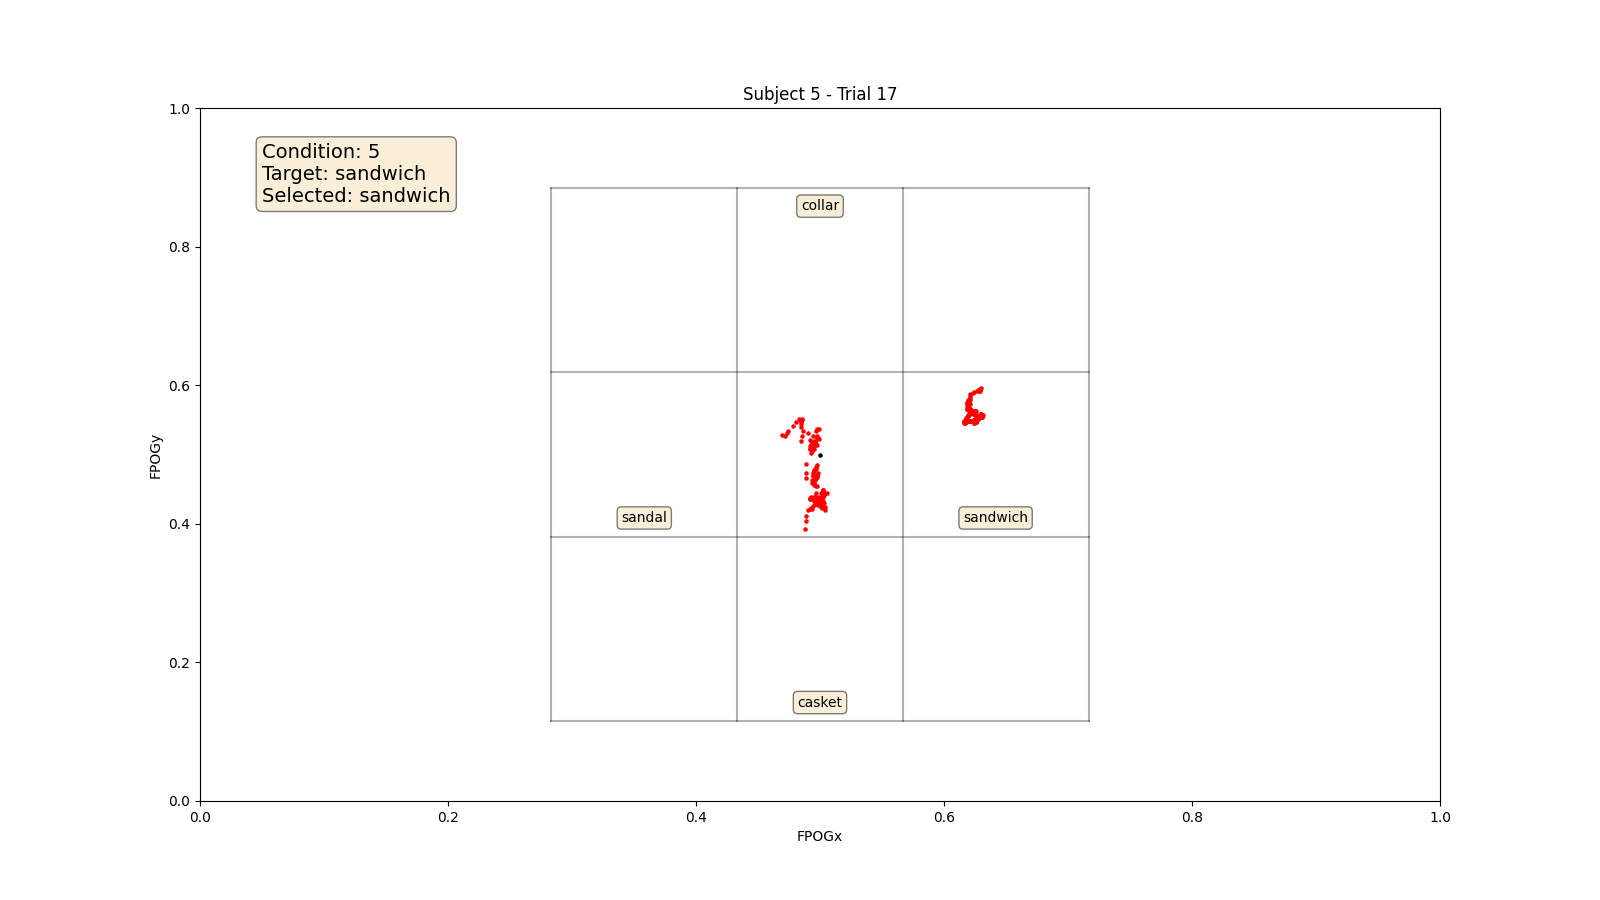 Subject 5 - Trial 17
Condition: 5
Target: sandwich
Selected: sandwich
collar
sandal
sandwich
casket
1.0
0.8
0.6
0.4
0.2
0.0
FPOGy
0.0 0.2 0.4 0.6 0.8 1.0
FPOGx